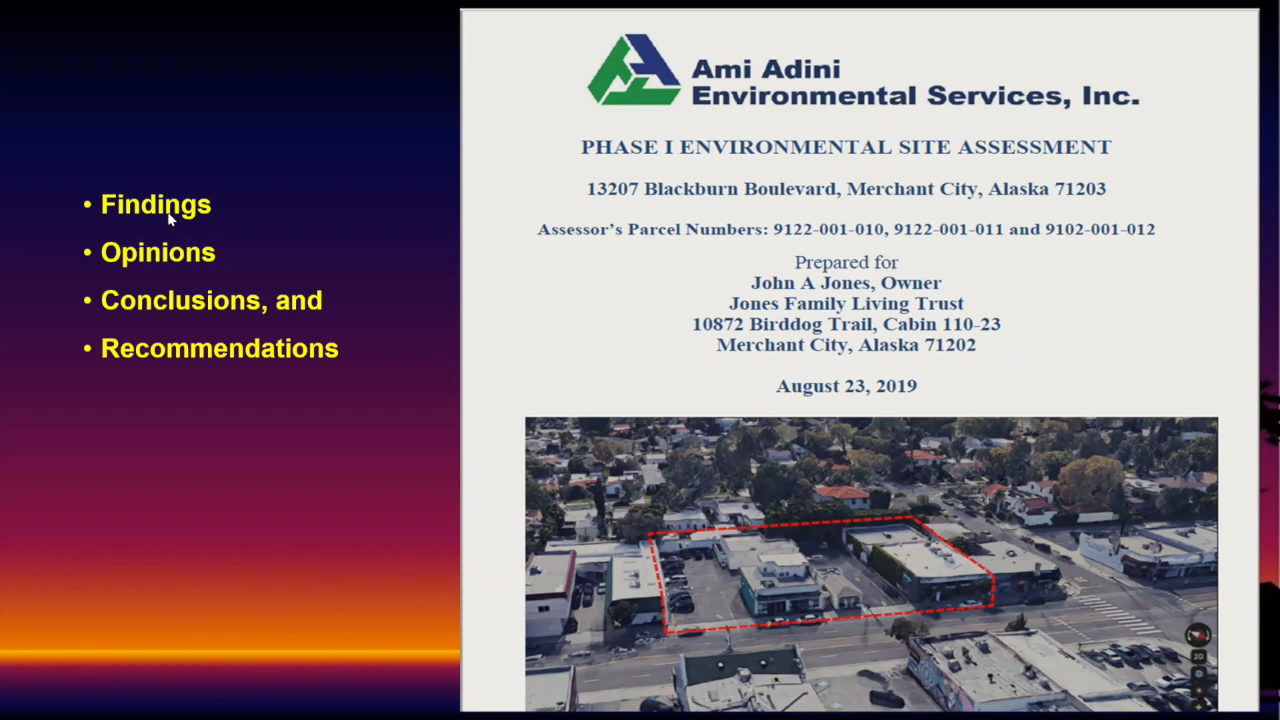 • Findings
• Opinions
• Conclusions, and
• Recommendations
Ami Adini
Environmental Services, Inc.
PHASE I ENVIRONMENTAL SITE ASSESSMENT
13207 Blackburn Boulevard, Merchant City, Alaska 71203
Assessor's Parcel Numbers: 9122-001-010, 9122-001-011 and 9102-001-012
Prepared for
John A Jones, Owner
Jones Family Living Trust
10872 Birddog Trail, Cabin 110-23
Merchant City, Alaska 71202
August 23, 2019
2D